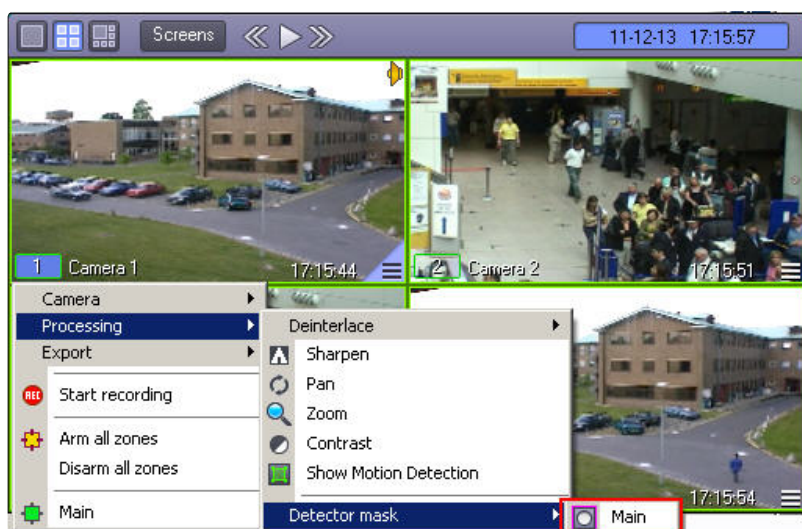 Screens
11-12-13 17:15:57
1 Camera 1 17:15:44
2 Camera 2 17:15:51
Camera
Processing
Export
REC Start recording
Arm all zones
Disarm all zones
Main
Deinterlace
Sharpen
Pan
Zoom
Contrast
Show Motion Detection
Detector mask
Main
17:15:54